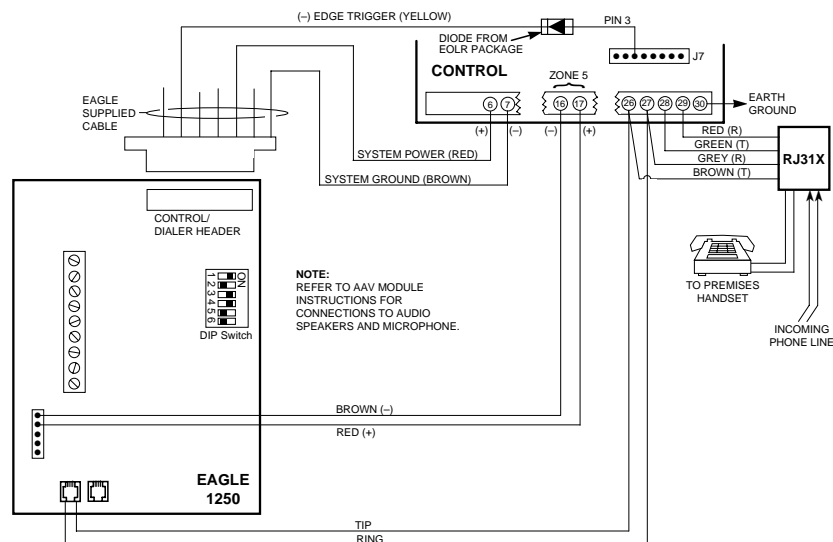 (–) EDGE TRIGGER (YELLOW)
PIN 3
DIODE FROM
EOLR PACKAGE
J7
CONTROL
ZONE 5
EAGLE
SUPPLIED
CABLE
6 7 16 17 26 27 28 29 30
EARTH
GROUND
(+) (–) (–) (+)
RED (R)
GREEN (T)
GREY (R)
BROWN (T)
RJ31X
SYSTEM POWER (RED)
SYSTEM GROUND (BROWN)
CONTROL/
DIALER HEADER
ON
1 2 3 4 5 6
DIP Switch
NOTE:
REFER TO AAV MODULE
INSTRUCTIONS FOR
CONNECTIONS TO AUDIO
SPEAKERS AND MICROPHONE.
TO PREMISES
HANDSET
INCOMING
PHONE LINE
BROWN (–)
RED (+)
EAGLE
1250
TIP
RING